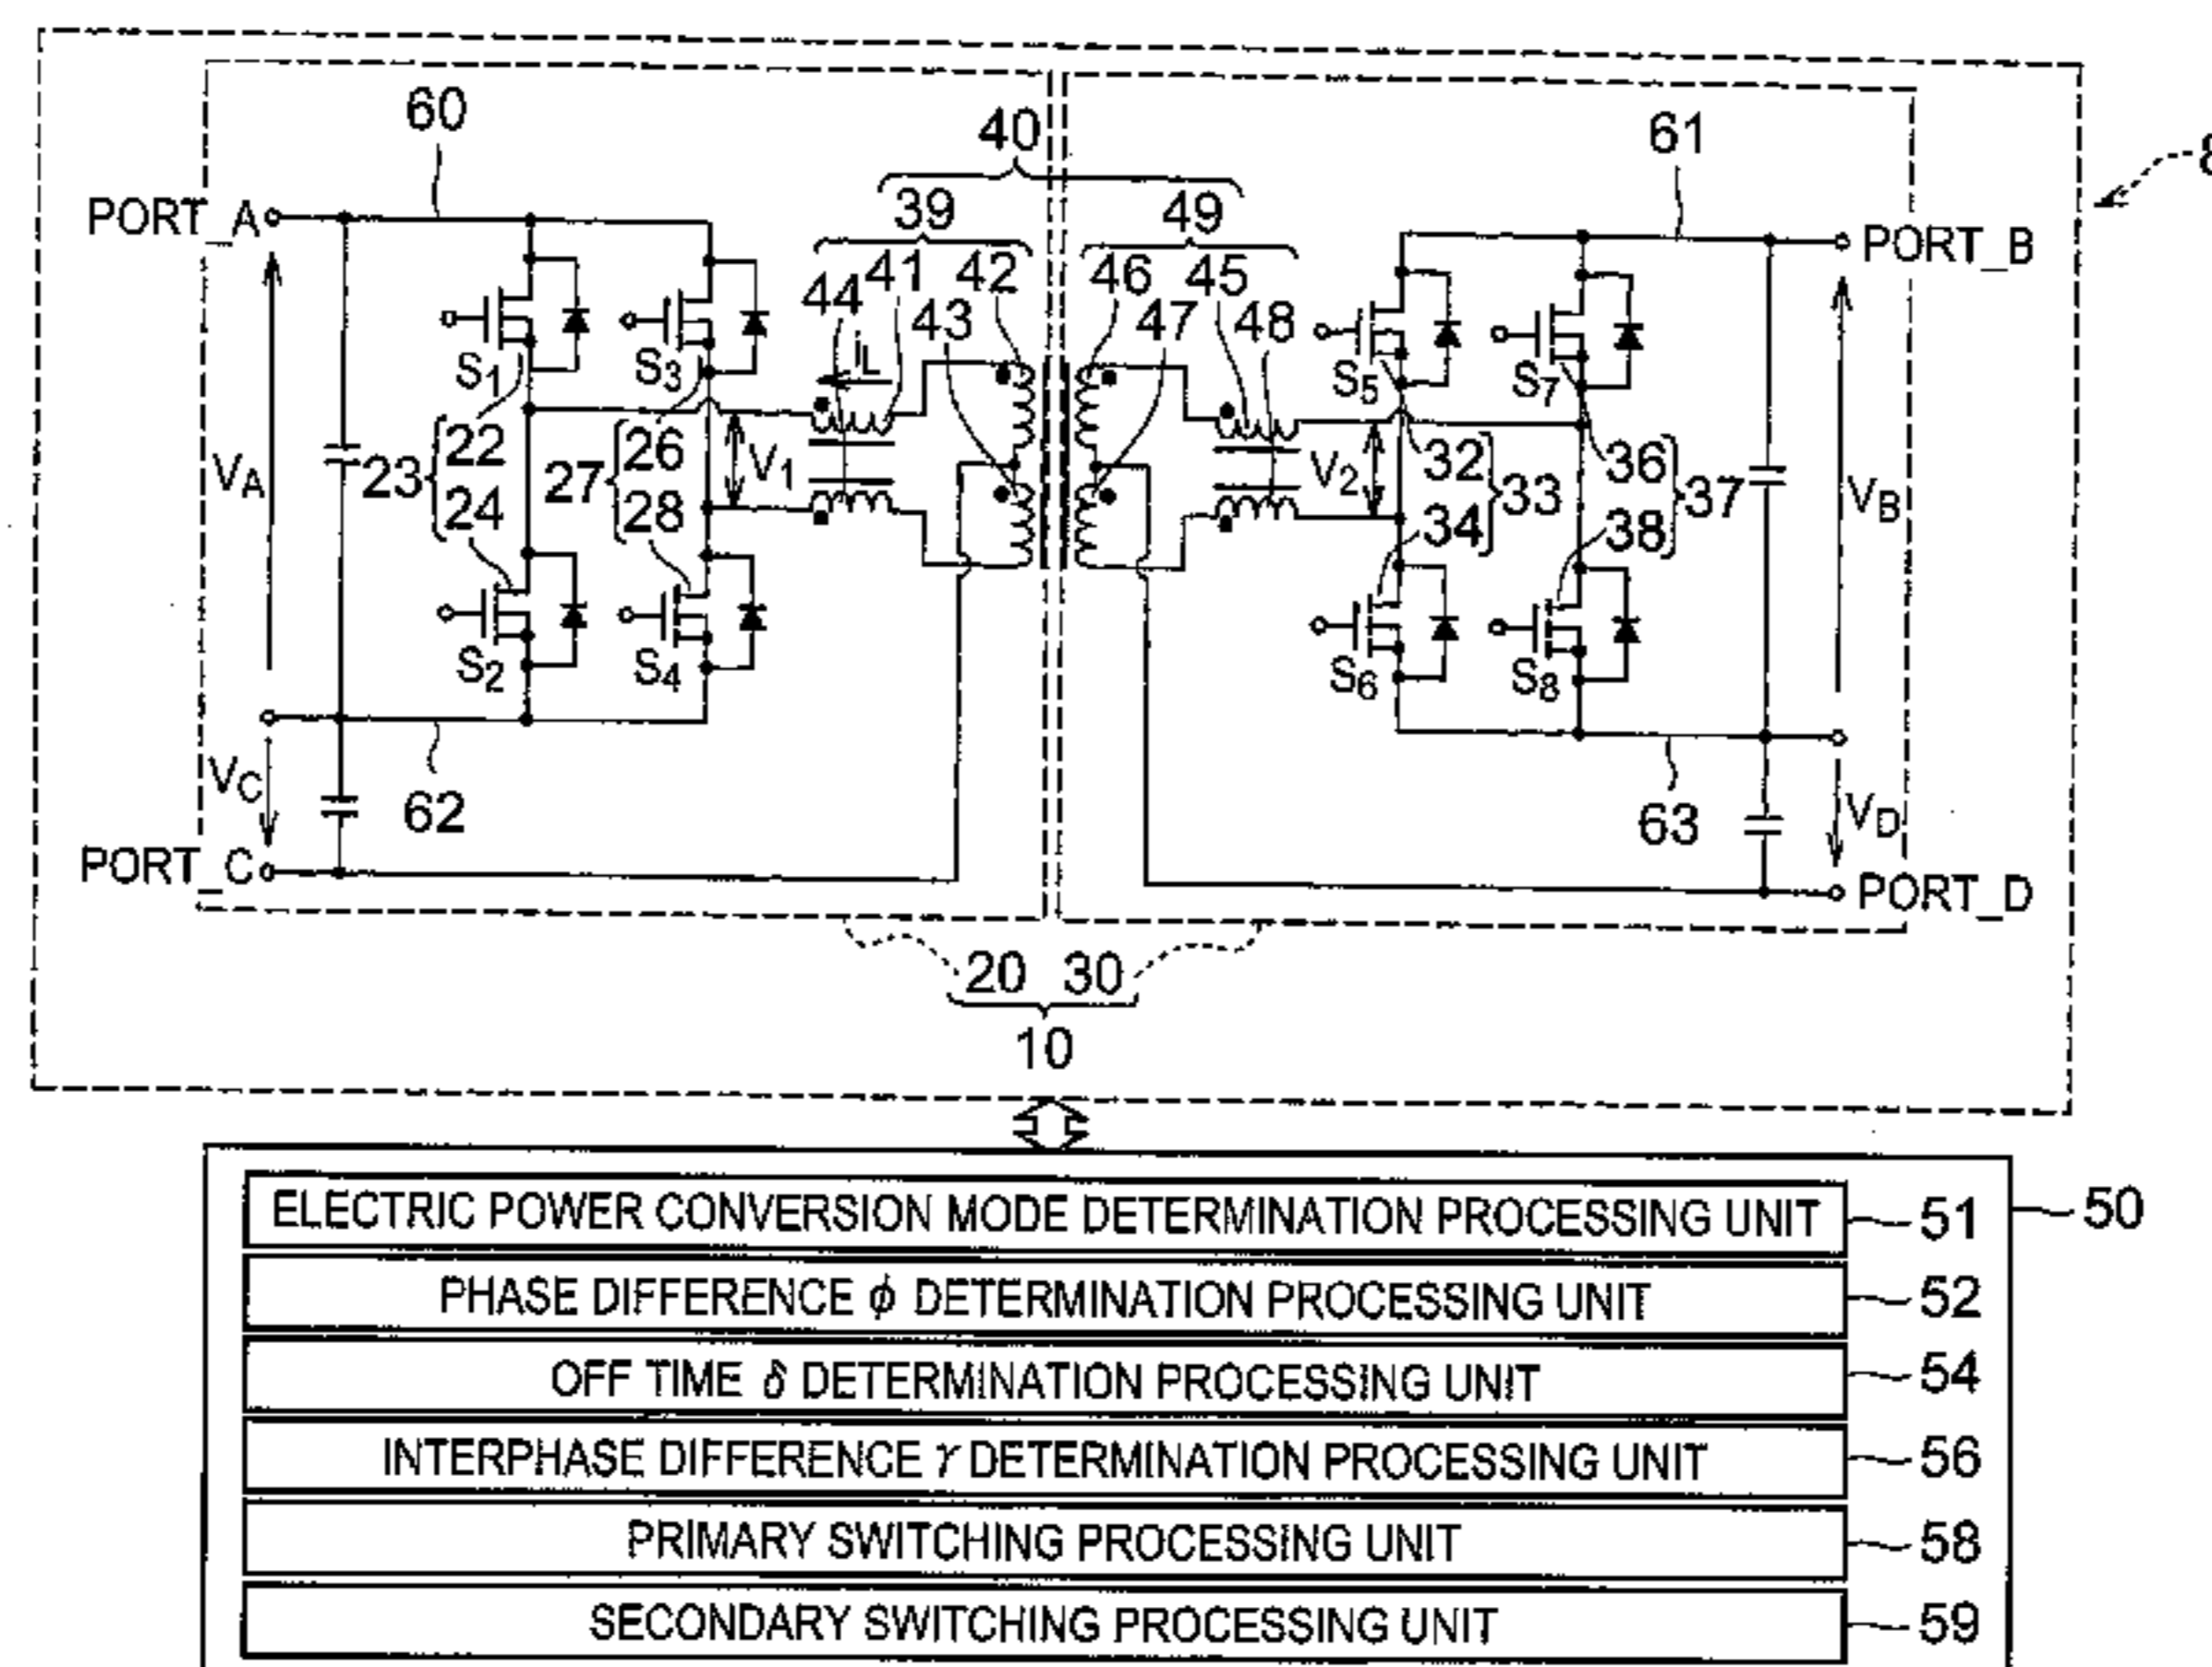 60
40
61
8
PORT_A
39
49
PORT_B
44
41
42
46
45
43
47
48
iL
S1
S3
S5
S7
VA
23
22
24
27
26
28
V1
V2
32
34
33
36
38
37
VB
S2
S4
S6
S8
VC
62
63
VD
PORT_C
PORT_D
20 30
10
ELECTRIC POWER CONVERSION MODE DETERMINATION PROCESSING UNIT 51
50
PHASE DIFFERENCE ϕ DETERMINATION PROCESSING UNIT 52
OFF TIME δ DETERMINATION PROCESSING UNIT 54
INTERPHASE DIFFERENCE γ DETERMINATION PROCESSING UNIT 56
PRIMARY SWITCHING PROCESSING UNIT 58
SECONDARY SWITCHING PROCESSING UNIT 59